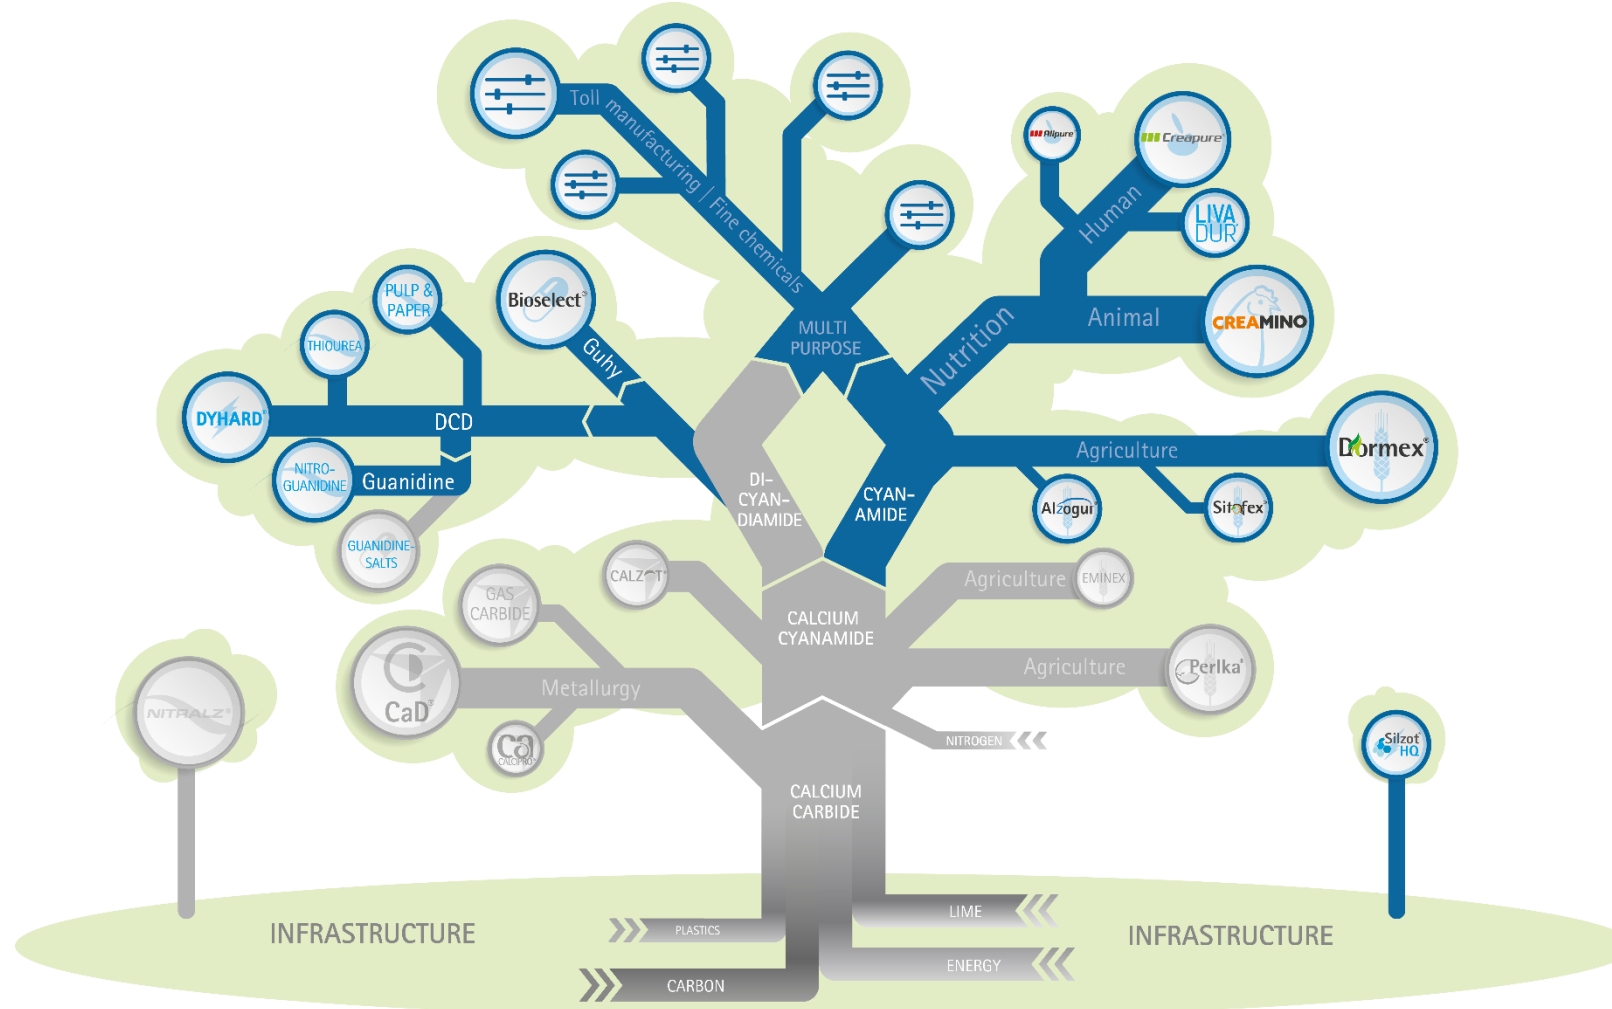 Toll manufacturing | Fine chemicals
Alipure®
Creapure®
Human
LIVA
DUR®
PULP &
PAPER
Bioselect®
THIOUREA
Guhy
MULTI
PURPOSE
Nutrition
Animal
CREAMINO
DYHARD®
DCD
NITRO-
GUANIDINE
Guanidine
GUANIDINE-
SALTS
DI-
CYAN-
DIAMIDE
CYAN-
AMIDE
Agriculture
Dormex®
Alzogur®
Sitofex®
CALZOT®
GAS
CARBIDE
CALCIUM
CYANAMIDE
Agriculture
EMINEX
Agriculture
Perlka®
Metallurgy
CaD®
ca
CALOPRO®
NITROGEN
NITRALZ®
Silzot®
HQ
CALCIUM
CARBIDE
INFRASTRUCTURE
PLASTICS
CARBON
LIME
ENERGY
INFRASTRUCTURE